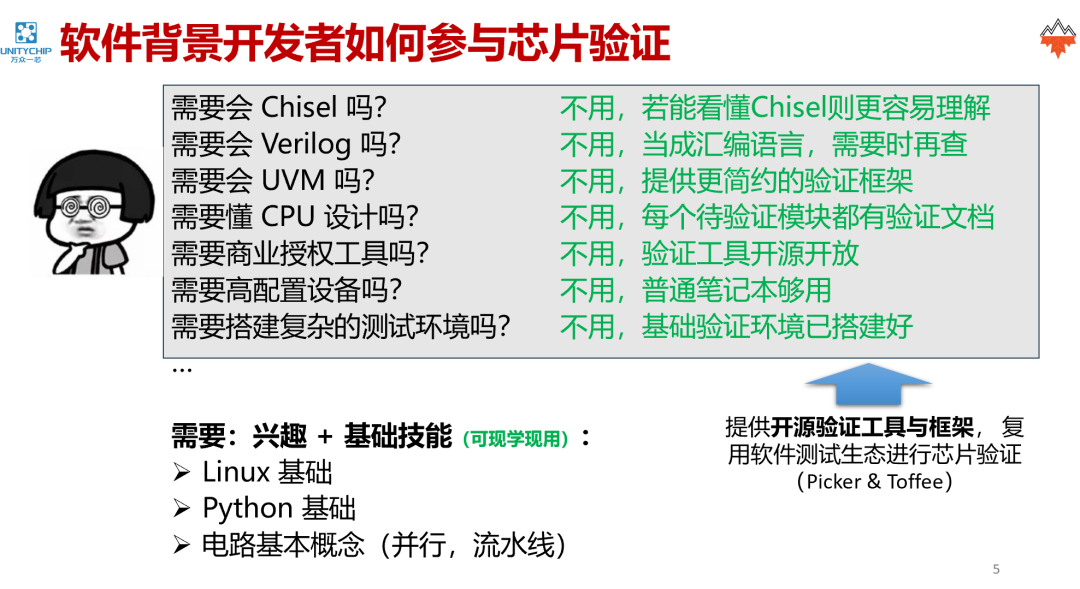 UNITYCHIP
万众一芯
软件背景开发者如何参与芯片验证
需要会 Chisel 吗? 不用，若能看懂Chisel则更容易理解
需要会 Verilog 吗? 不用，当成汇编语言，需要时再查
需要会 UVM 吗? 不用，提供更简约的验证框架
需要懂 CPU 设计吗? 不用，每个待验证模块都有验证文档
需要商业授权工具吗? 不用，验证工具开源开放
需要高配置设备吗? 不用，普通笔记本够用
需要搭建复杂的测试环境吗? 不用，基础验证环境已搭建好
...
需要：兴趣 + 基础技能（可现学现用）：
➢ Linux 基础
➢ Python 基础
➢ 电路基本概念（并行，流水线）
提供开源验证工具与框架， 复
用软件测试生态进行芯片验证
（Picker & Toffee）
5